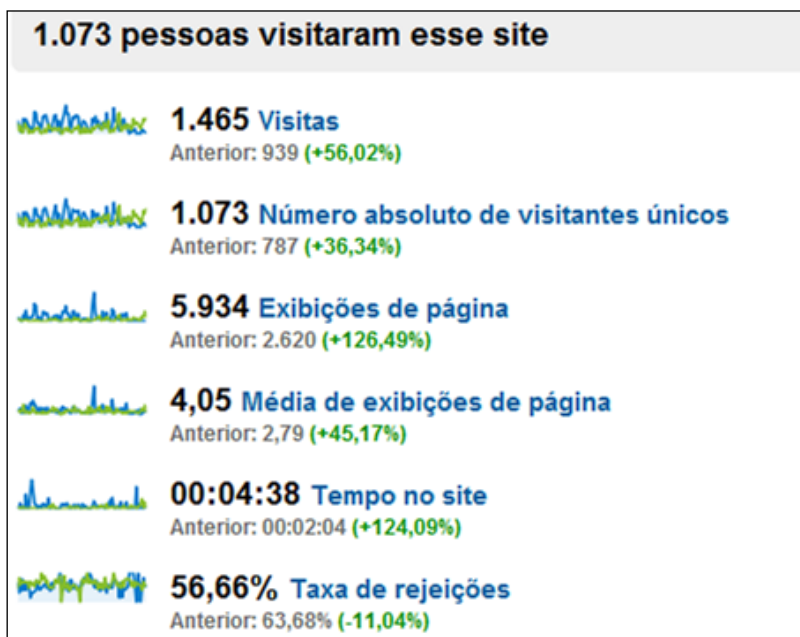 1.073 pessoas visitaram esse site
1.465 Visitas
Anterior: 939 (+56,02%)
1.073 Número absoluto de visitantes únicos
Anterior: 787 (+36,34%)
5.934 Exibições de página
Anterior: 2.620 (+126,49%)
4,05 Média de exibições de página
Anterior: 2,79 (+45,17%)
00:04:38 Tempo no site
Anterior: 00:02:04 (+124,09%)
56,66% Taxa de rejeições
Anterior: 63,68% (-11,04%)